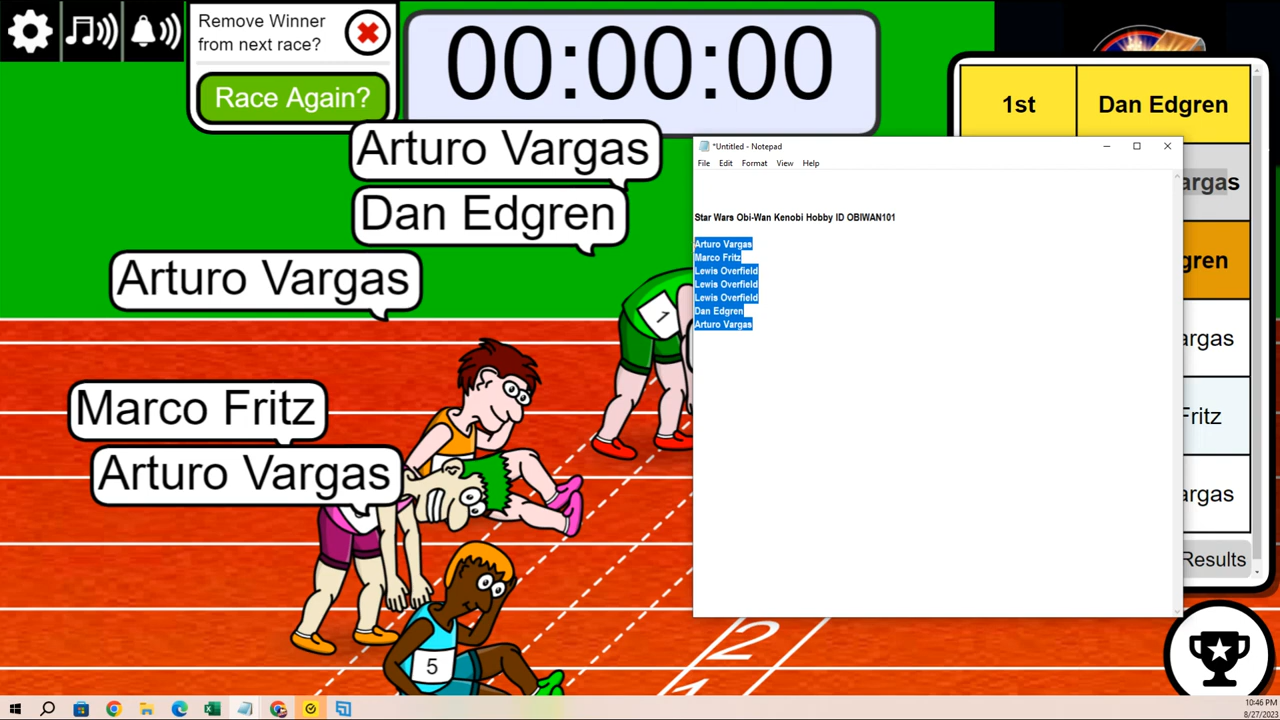 Remove Winner
from next race?
Race Again?
00:00:00
Arturo Vargas
Dan Edgren
Arturo Vargas
Marco Fritz
Arturo Vargas
1
5
2
1st Dan Edgren
argas
gren
argas
Fritz
argas
Results
*Untitled - Notepad
File Edit Format View Help
Star Wars Obi-Wan Kenobi Hobby ID OBIWAN101
Arturo Vargas
Marco Fritz
Lewis Overfield
Lewis Overfield
Lewis Overfield
Dan Edgren
Arturo Vargas
10:46 PM
8/27/2023